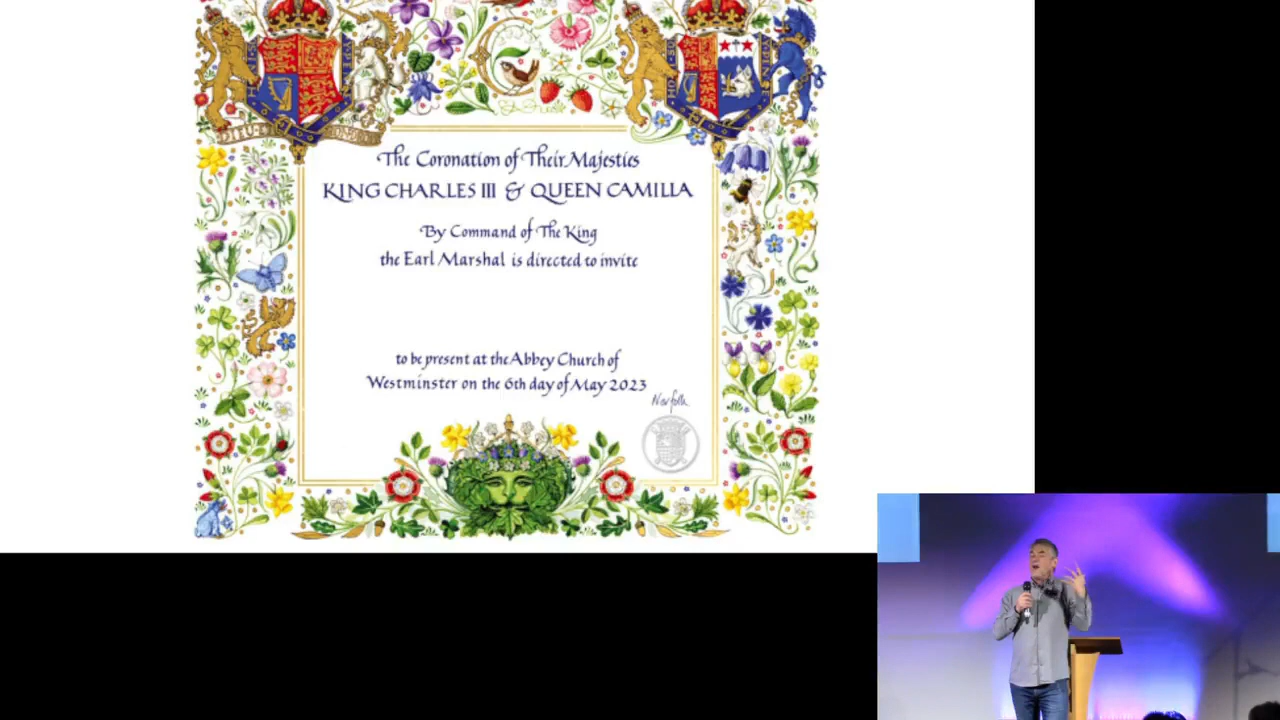 The Coronation of Their Majesties
KING CHARLES III & QUEEN CAMILLA
By Command of The King
the Earl Marshal is directed to invite
to be present at the Abbey Church of
Westminster on the 6th day of May 2023
Norfolk